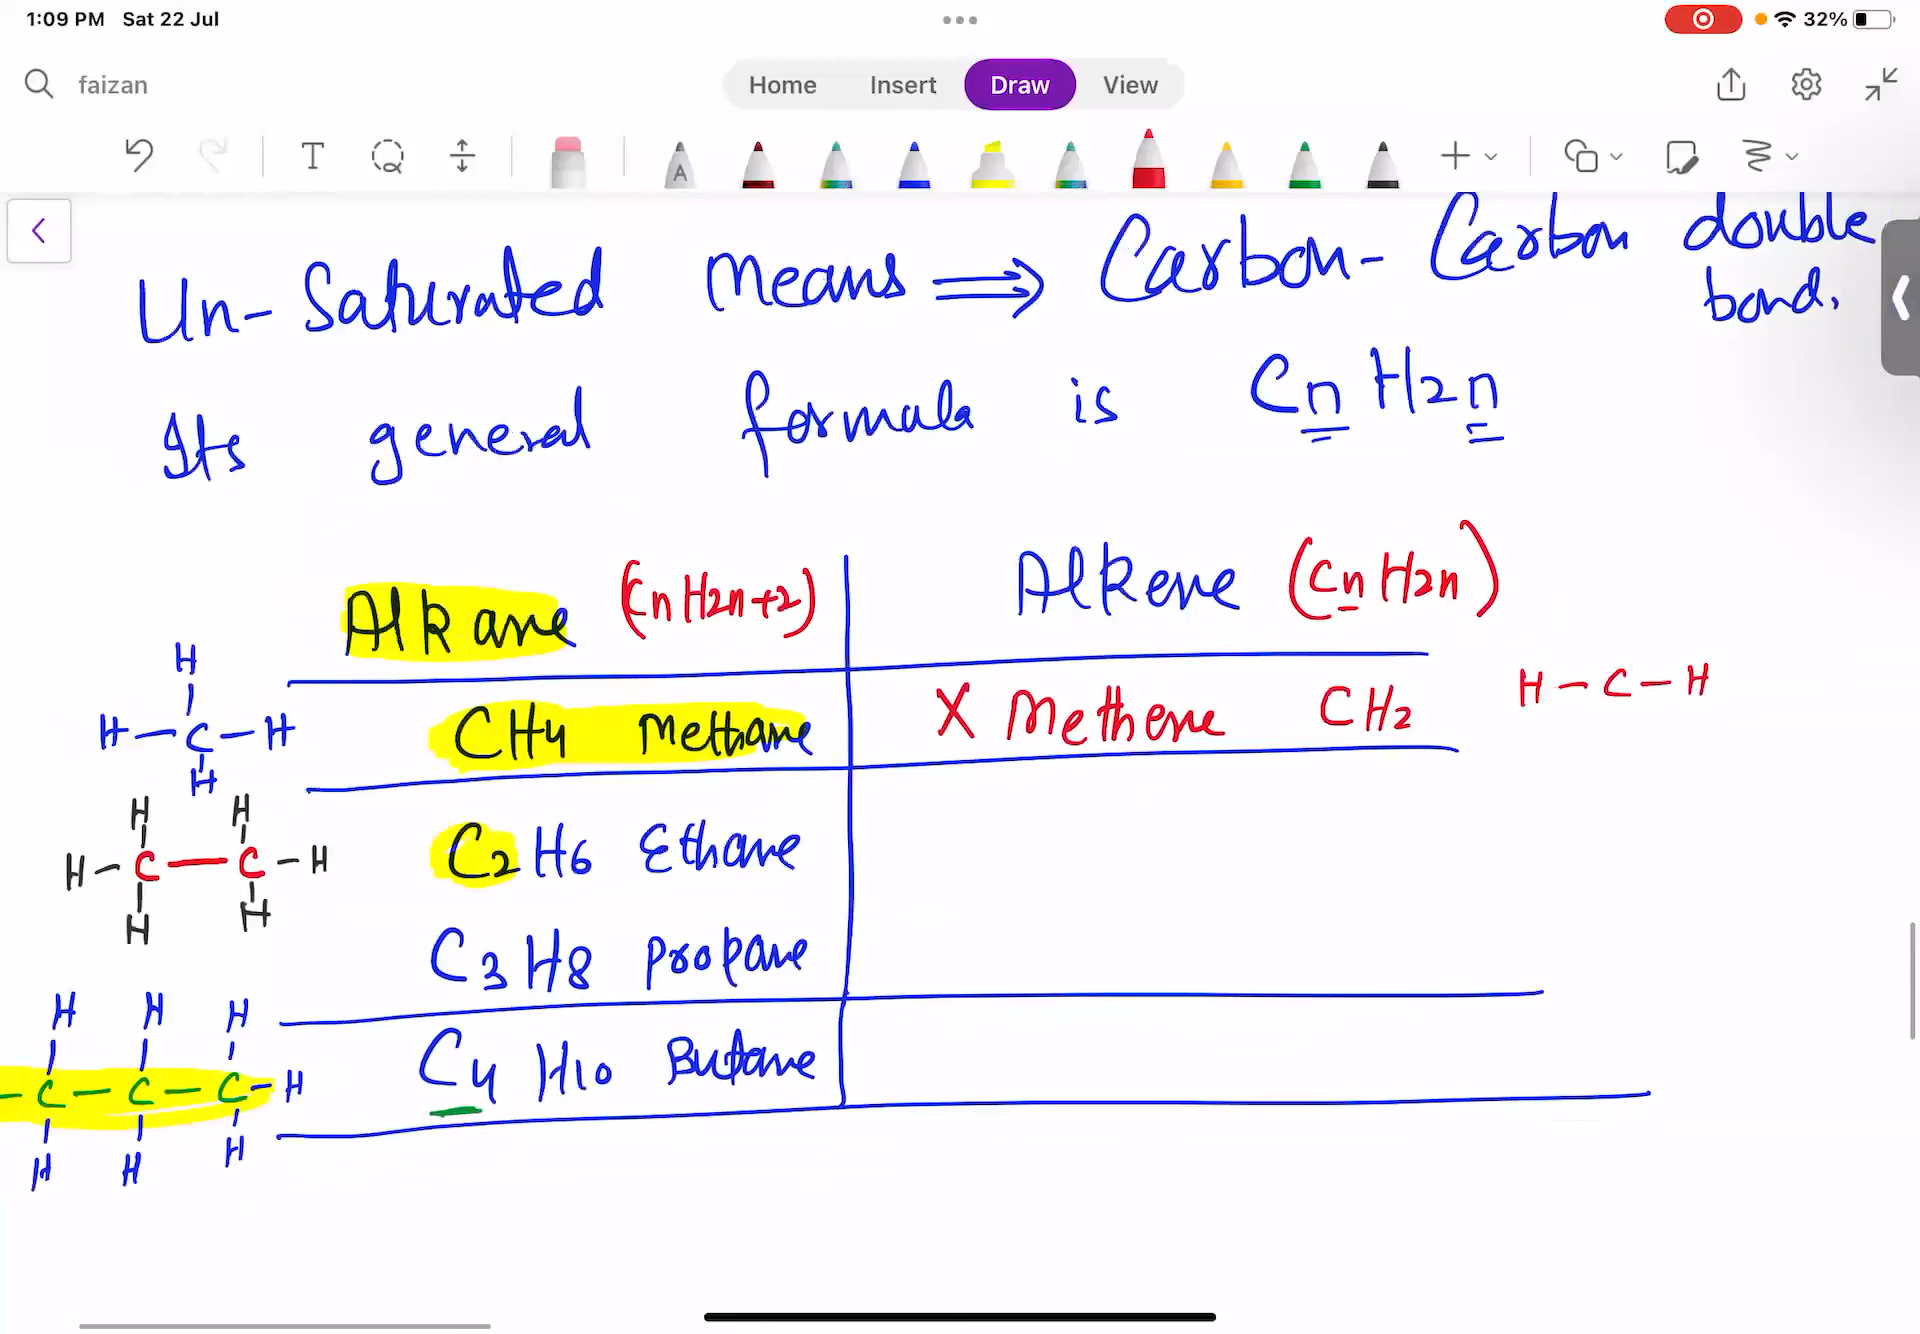 1:09 PM Sat 22 Jul
32%
faizan
Home Insert Draw View
T
A
Un-Saturated means ⇒ Carbon-Carbon double
bond.
Its general formula is CnH2n
Alkane (CnH2n+2) Alkene (CnH2n)
H
H-C-H
H
CH4 Methane X Methene CH2 H-C-H
H H
H-C-C-H
H H
C2H6 Ethane
C3H8 Propane
H H H
-C-C-C-H
H H H
C4H10 Butane